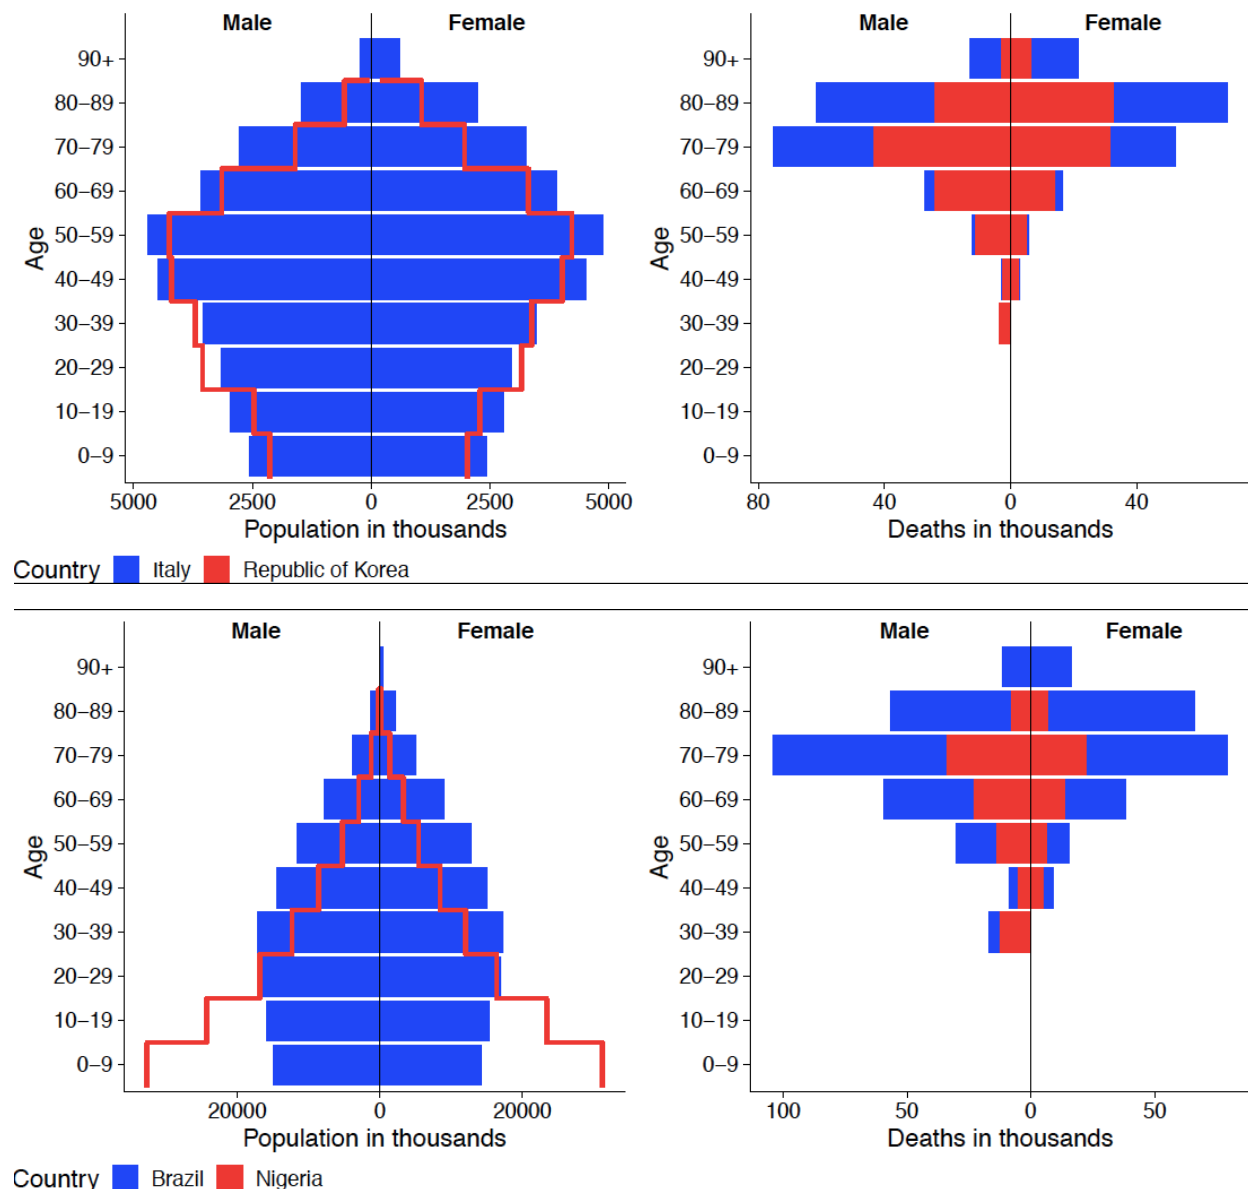 Male Female
90+
80–89
70–79
60–69
50–59
40–49
30–39
20–29
10–19
0–9
Age
5000 2500 0 2500 5000
Population in thousands
Male Female
90+
80–89
70–79
60–69
50–59
40–49
30–39
20–29
10–19
0–9
Age
80 40 0 40
Deaths in thousands
Country Italy Republic of Korea
Male Female
90+
80–89
70–79
60–69
50–59
40–49
30–39
20–29
10–19
0–9
Age
20000 0 20000
Population in thousands
Male Female
90+
80–89
70–79
60–69
50–59
40–49
30–39
20–29
10–19
0–9
Age
100 50 0 50
Deaths in thousands
Country Brazil Nigeria